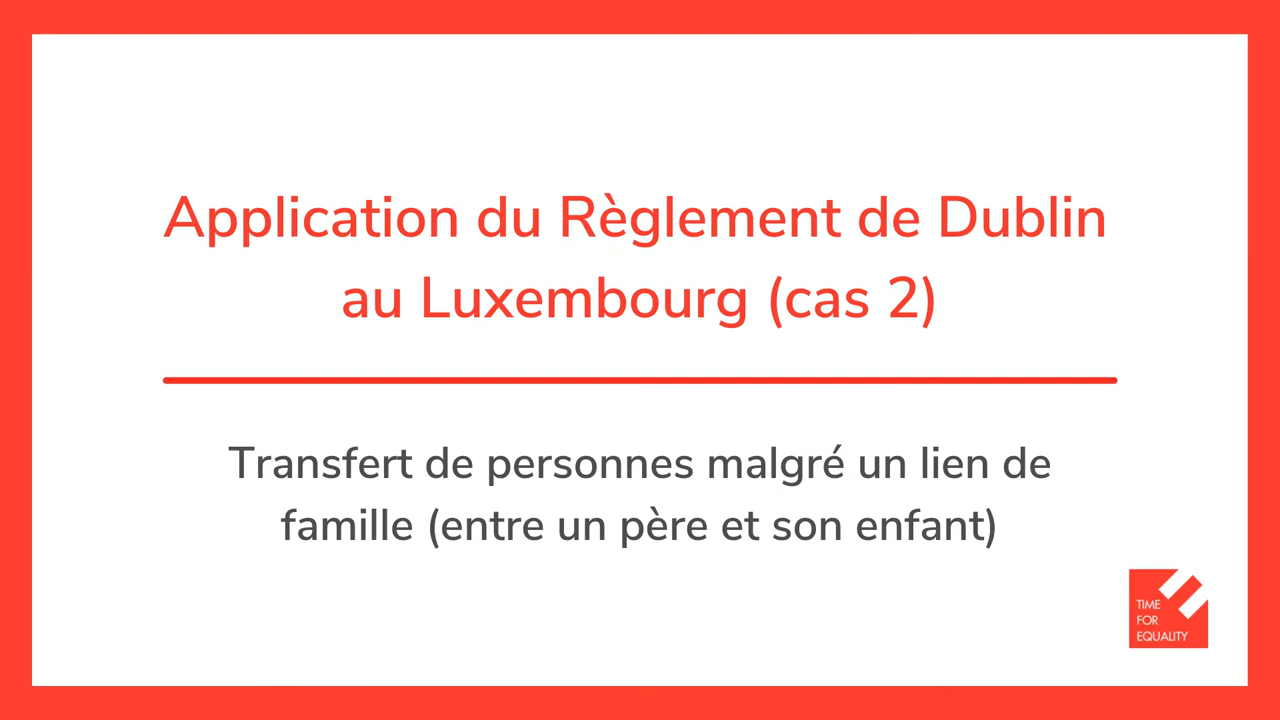 Application du Règlement de Dublin
au Luxembourg (cas 2)
Transfert de personnes malgré un lien de
famille (entre un père et son enfant)
TIME
FOR
EQUALITY